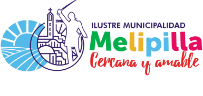 ILUSTRE MUNICIPALIDAD
Melipilla
Cercana y amable